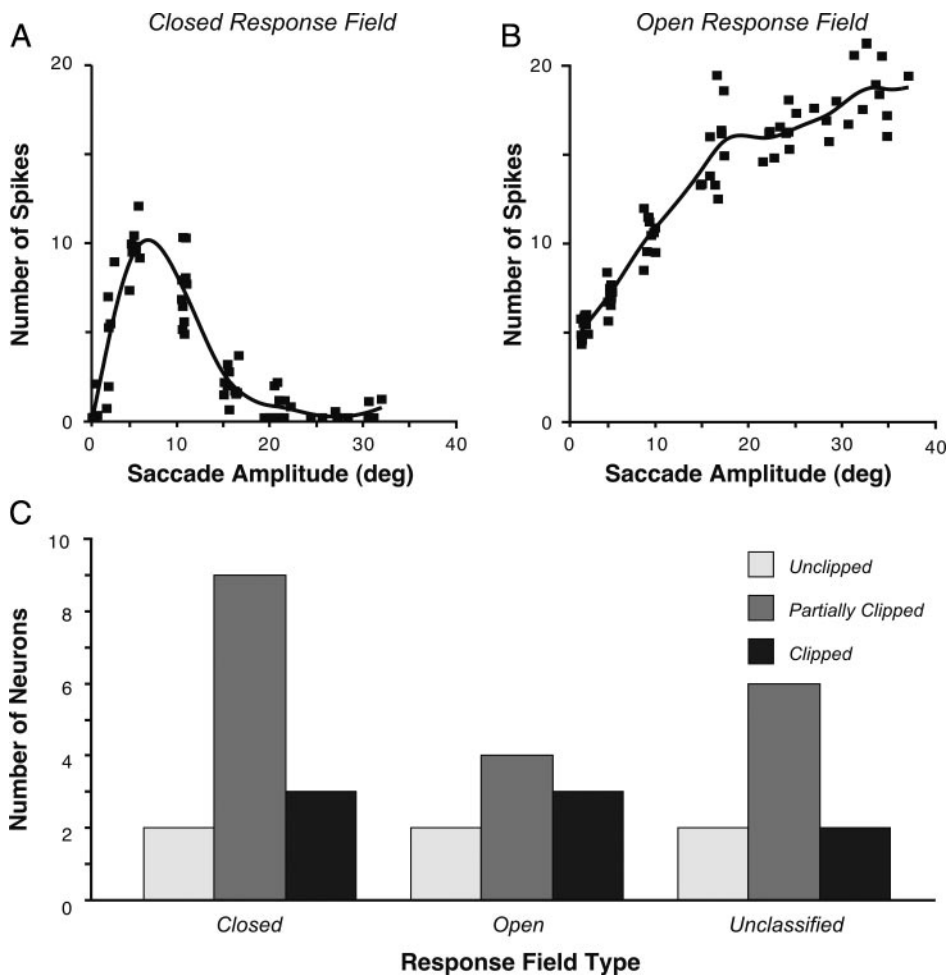 A
Closed Response Field
20
10
0
Number of Spikes
0
10
20
30
40
Saccade Amplitude (deg)
B
Open Response Field
20
10
0
Number of Spikes
0
10
20
30
40
Saccade Amplitude (deg)
C
10
8
6
4
2
0
Number of Neurons
Unclipped
Partially Clipped
Clipped
Closed
Open
Unclassified
Response Field Type